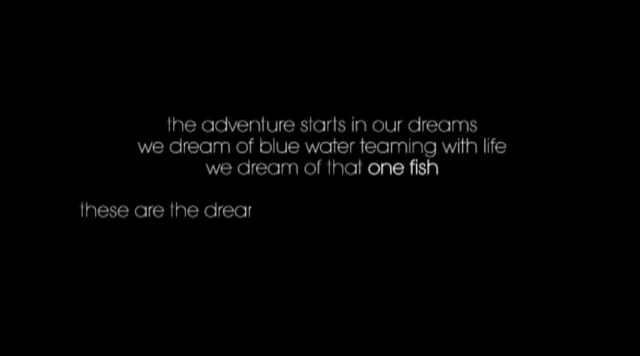 the adventure starts in our dreams
we dream of blue water teaming with life
we dream of that one fish
these are the